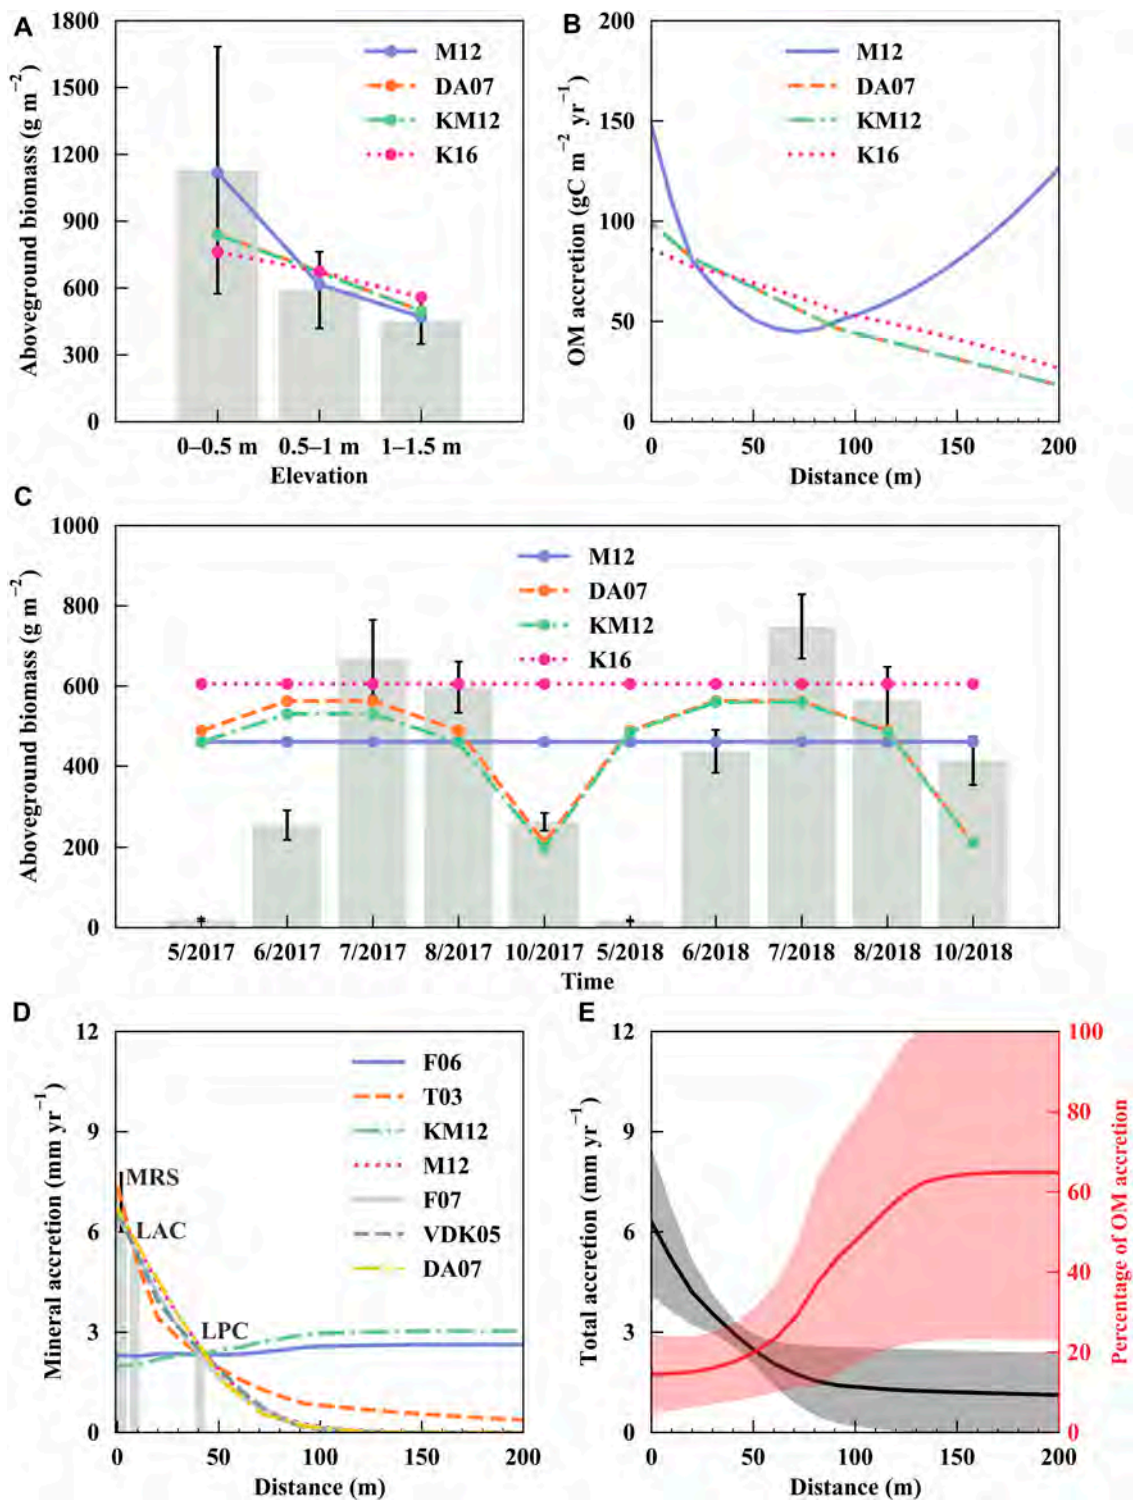 A
Aboveground biomass (g m⁻²)
1800
1500
1200
900
600
300
0
M12
DA07
KM12
K16
0–0.5 m 0.5–1 m 1–1.5 m
Elevation
B
OM accretion (gC m⁻² yr⁻¹)
200
150
100
50
0
M12
DA07
KM12
K16
0 50 100 150 200
Distance (m)
C
Aboveground biomass (g m⁻²)
1000
800
600
400
200
0
M12
DA07
KM12
K16
5/2017 6/2017 7/2017 8/2017 10/2017 5/2018 6/2018 7/2018 8/2018 10/2018
Time
D
Mineral accretion (mm yr⁻¹)
12
9
6
3
0
F06
T03
KM12
M12
F07
VDK05
DA07
MRS
LAC
LPC
0 50 100 150 200
Distance (m)
E
Total accretion (mm yr⁻¹)
12
9
6
3
0
100
80
60
40
20
0
Percentage of OM accretion
0 50 100 150 200
Distance (m)